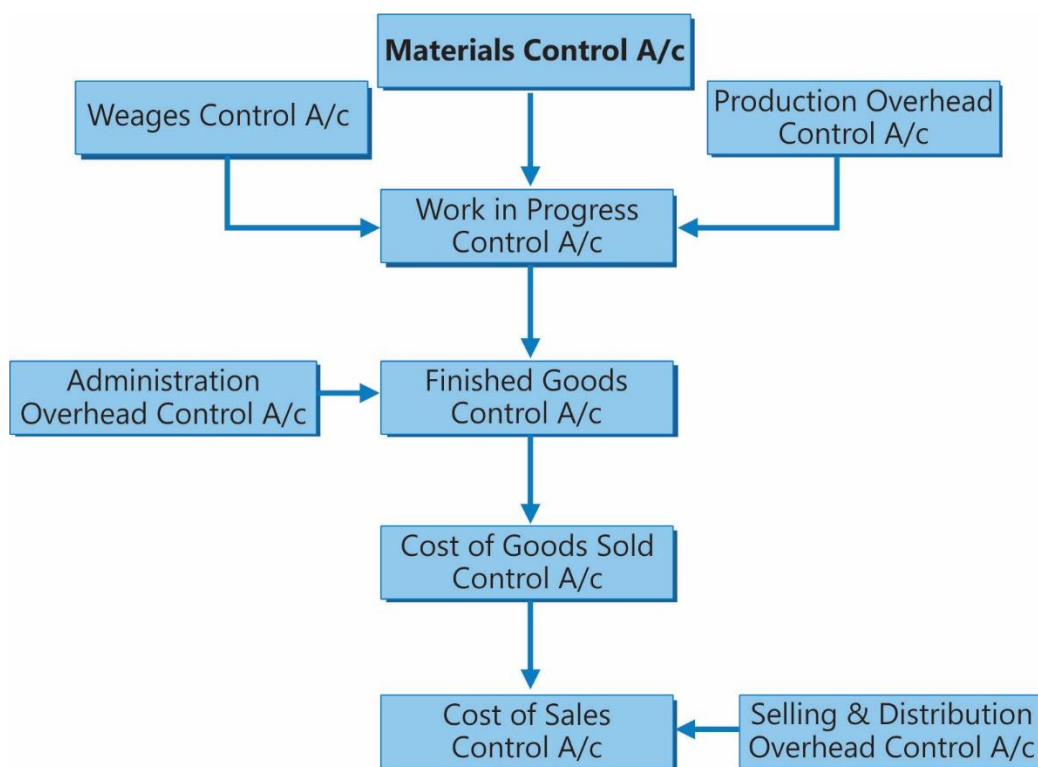 Materials Control A/c
Weages Control A/c
Production Overhead
Control A/c
Work in Progress
Control A/c
Administration
Overhead Control A/c
Finished Goods
Control A/c
Cost of Goods Sold
Control A/c
Cost of Sales
Control A/c
Selling & Distribution
Overhead Control A/c